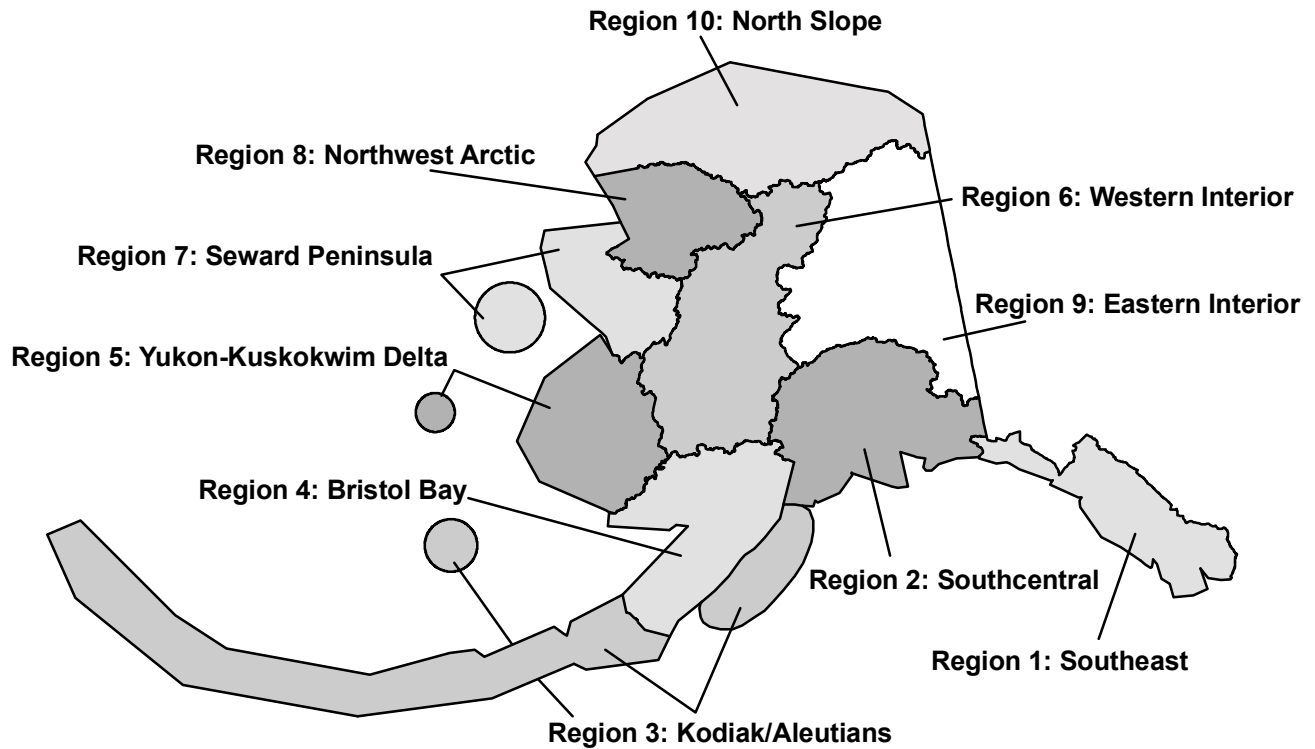 Region 10: North Slope
Region 8: Northwest Arctic
Region 6: Western Interior
Region 7: Seward Peninsula
Region 9: Eastern Interior
Region 5: Yukon-Kuskokwim Delta
Region 4: Bristol Bay
Region 2: Southcentral
Region 1: Southeast
Region 3: Kodiak/Aleutians